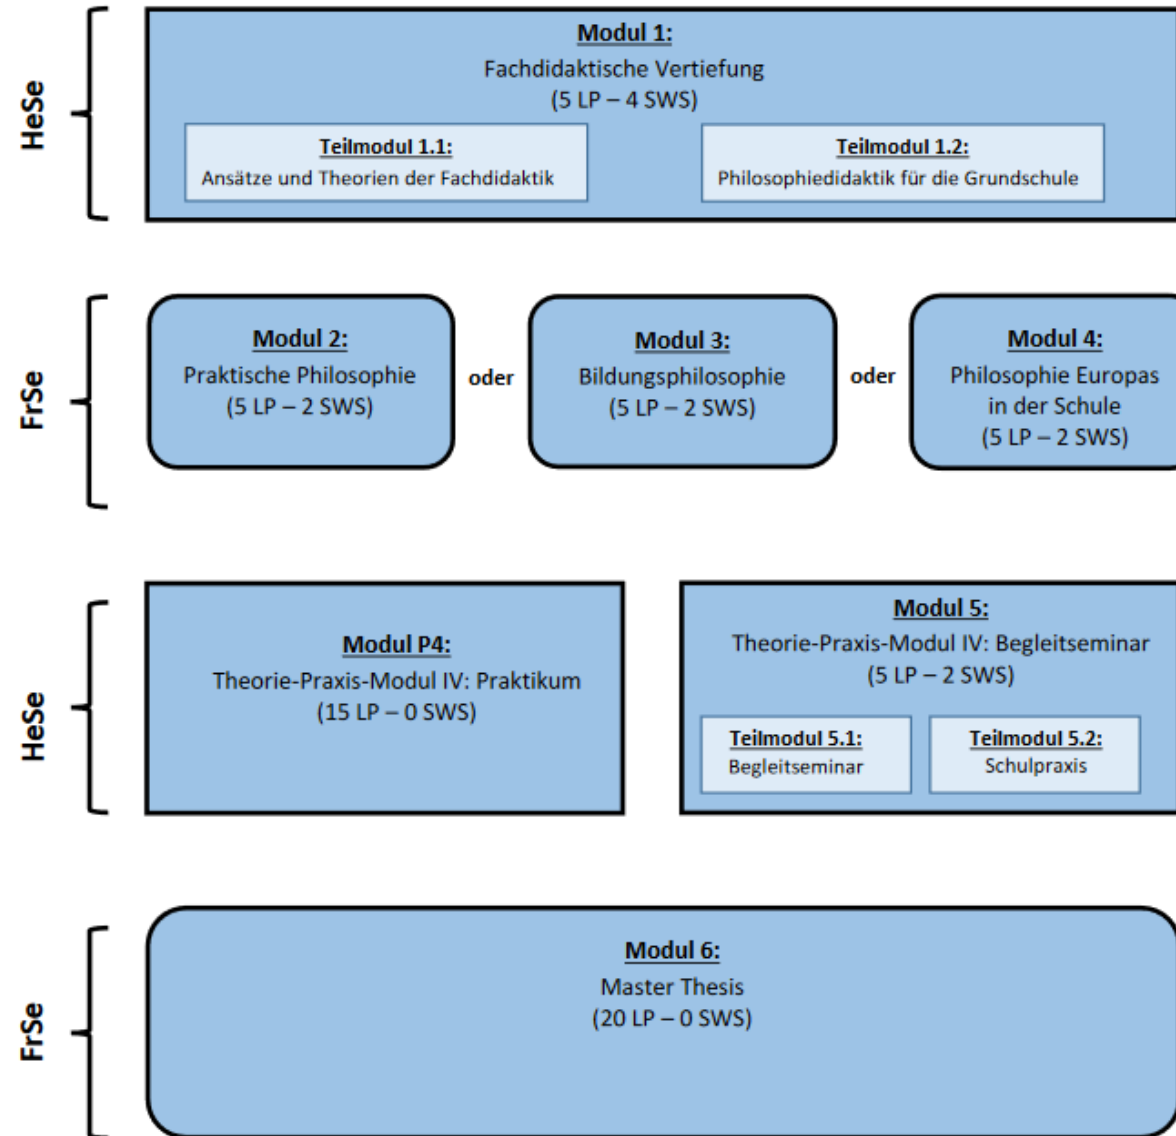 HeSe
Modul 1:
Fachdidaktische Vertiefung
(5 LP – 4 SWS)
Teilmodul 1.1:
Ansätze und Theorien der Fachdidaktik
Teilmodul 1.2:
Philosophiedidaktik für die Grundschule
FrSe
Modul 2:
Praktische Philosophie
(5 LP – 2 SWS)
oder
Modul 3:
Bildungsphilosophie
(5 LP – 2 SWS)
oder
Modul 4:
Philosophie Europas
in der Schule
(5 LP – 2 SWS)
HeSe
Modul P4:
Theorie-Praxis-Modul IV: Praktikum
(15 LP – 0 SWS)
Modul 5:
Theorie-Praxis-Modul IV: Begleitseminar
(5 LP – 2 SWS)
Teilmodul 5.1:
Begleitseminar
Teilmodul 5.2:
Schulpraxis
FrSe
Modul 6:
Master Thesis
(20 LP – 0 SWS)